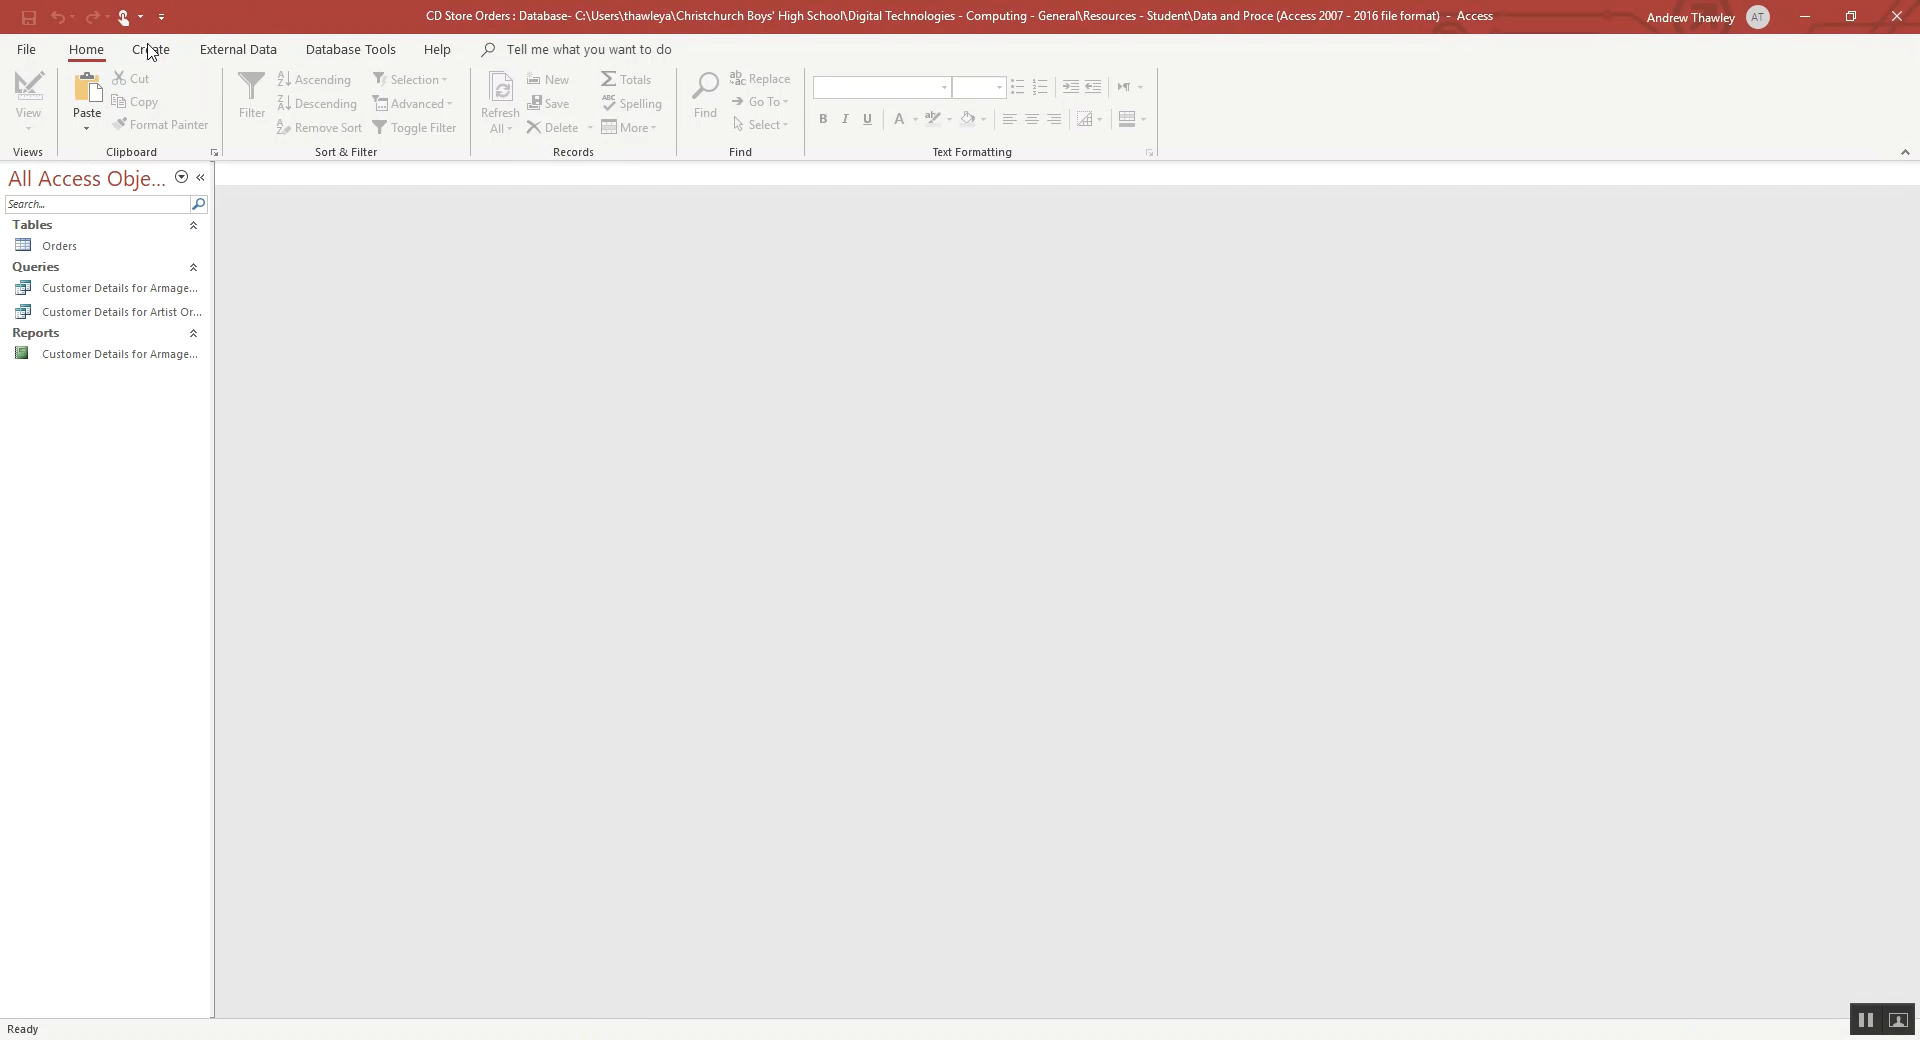 CD Store Orders : Database- C:\Users\thawleya\Christchurch Boys' High School\Digital Technologies - Computing - General\Resources - Student\Data and Proce (Access 2007 - 2016 file format)  -  Access
Andrew Thawley AT
File Home Create External Data Database Tools Help Tell me what you want to do
View
Views
Paste
Cut
Copy
Format Painter
Clipboard
Filter
Ascending
Descending
Remove Sort
Selection
Advanced
Toggle Filter
Sort & Filter
Refresh
All
New
Save
Delete
Totals
Spelling
More
Records
Find
Replace
Go To
Select
Find
B I U A
Text Formatting
All Access Obje...
Search...
Tables
Orders
Queries
Customer Details for Armage...
Customer Details for Artist Or...
Reports
Customer Details for Armage...
Ready